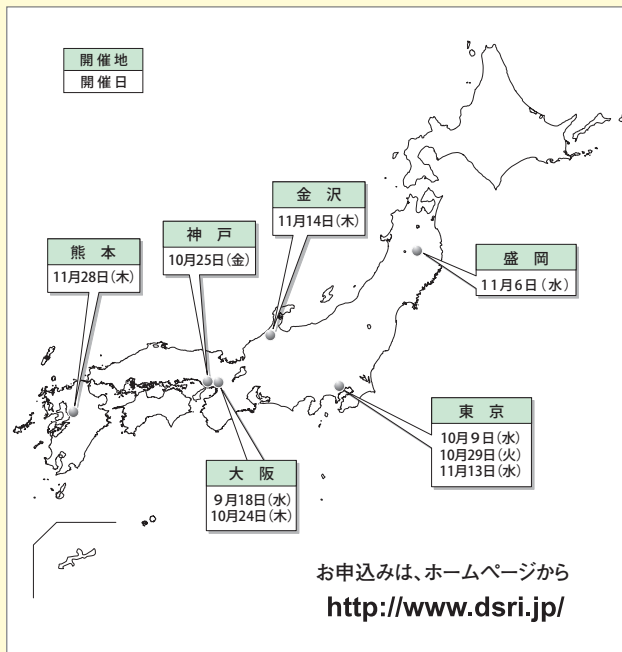 開催地
開催日
金 沢
11月14日(木)
神 戸
10月25日(金)
熊 本
11月28日(木)
盛 岡
11月6日(水)
東 京
10月9日(水)
10月29日(火)
11月13日(水)
大 阪
9月18日(水)
10月24日(木)
お申込みは、ホームページから
http://www.dsri.jp/